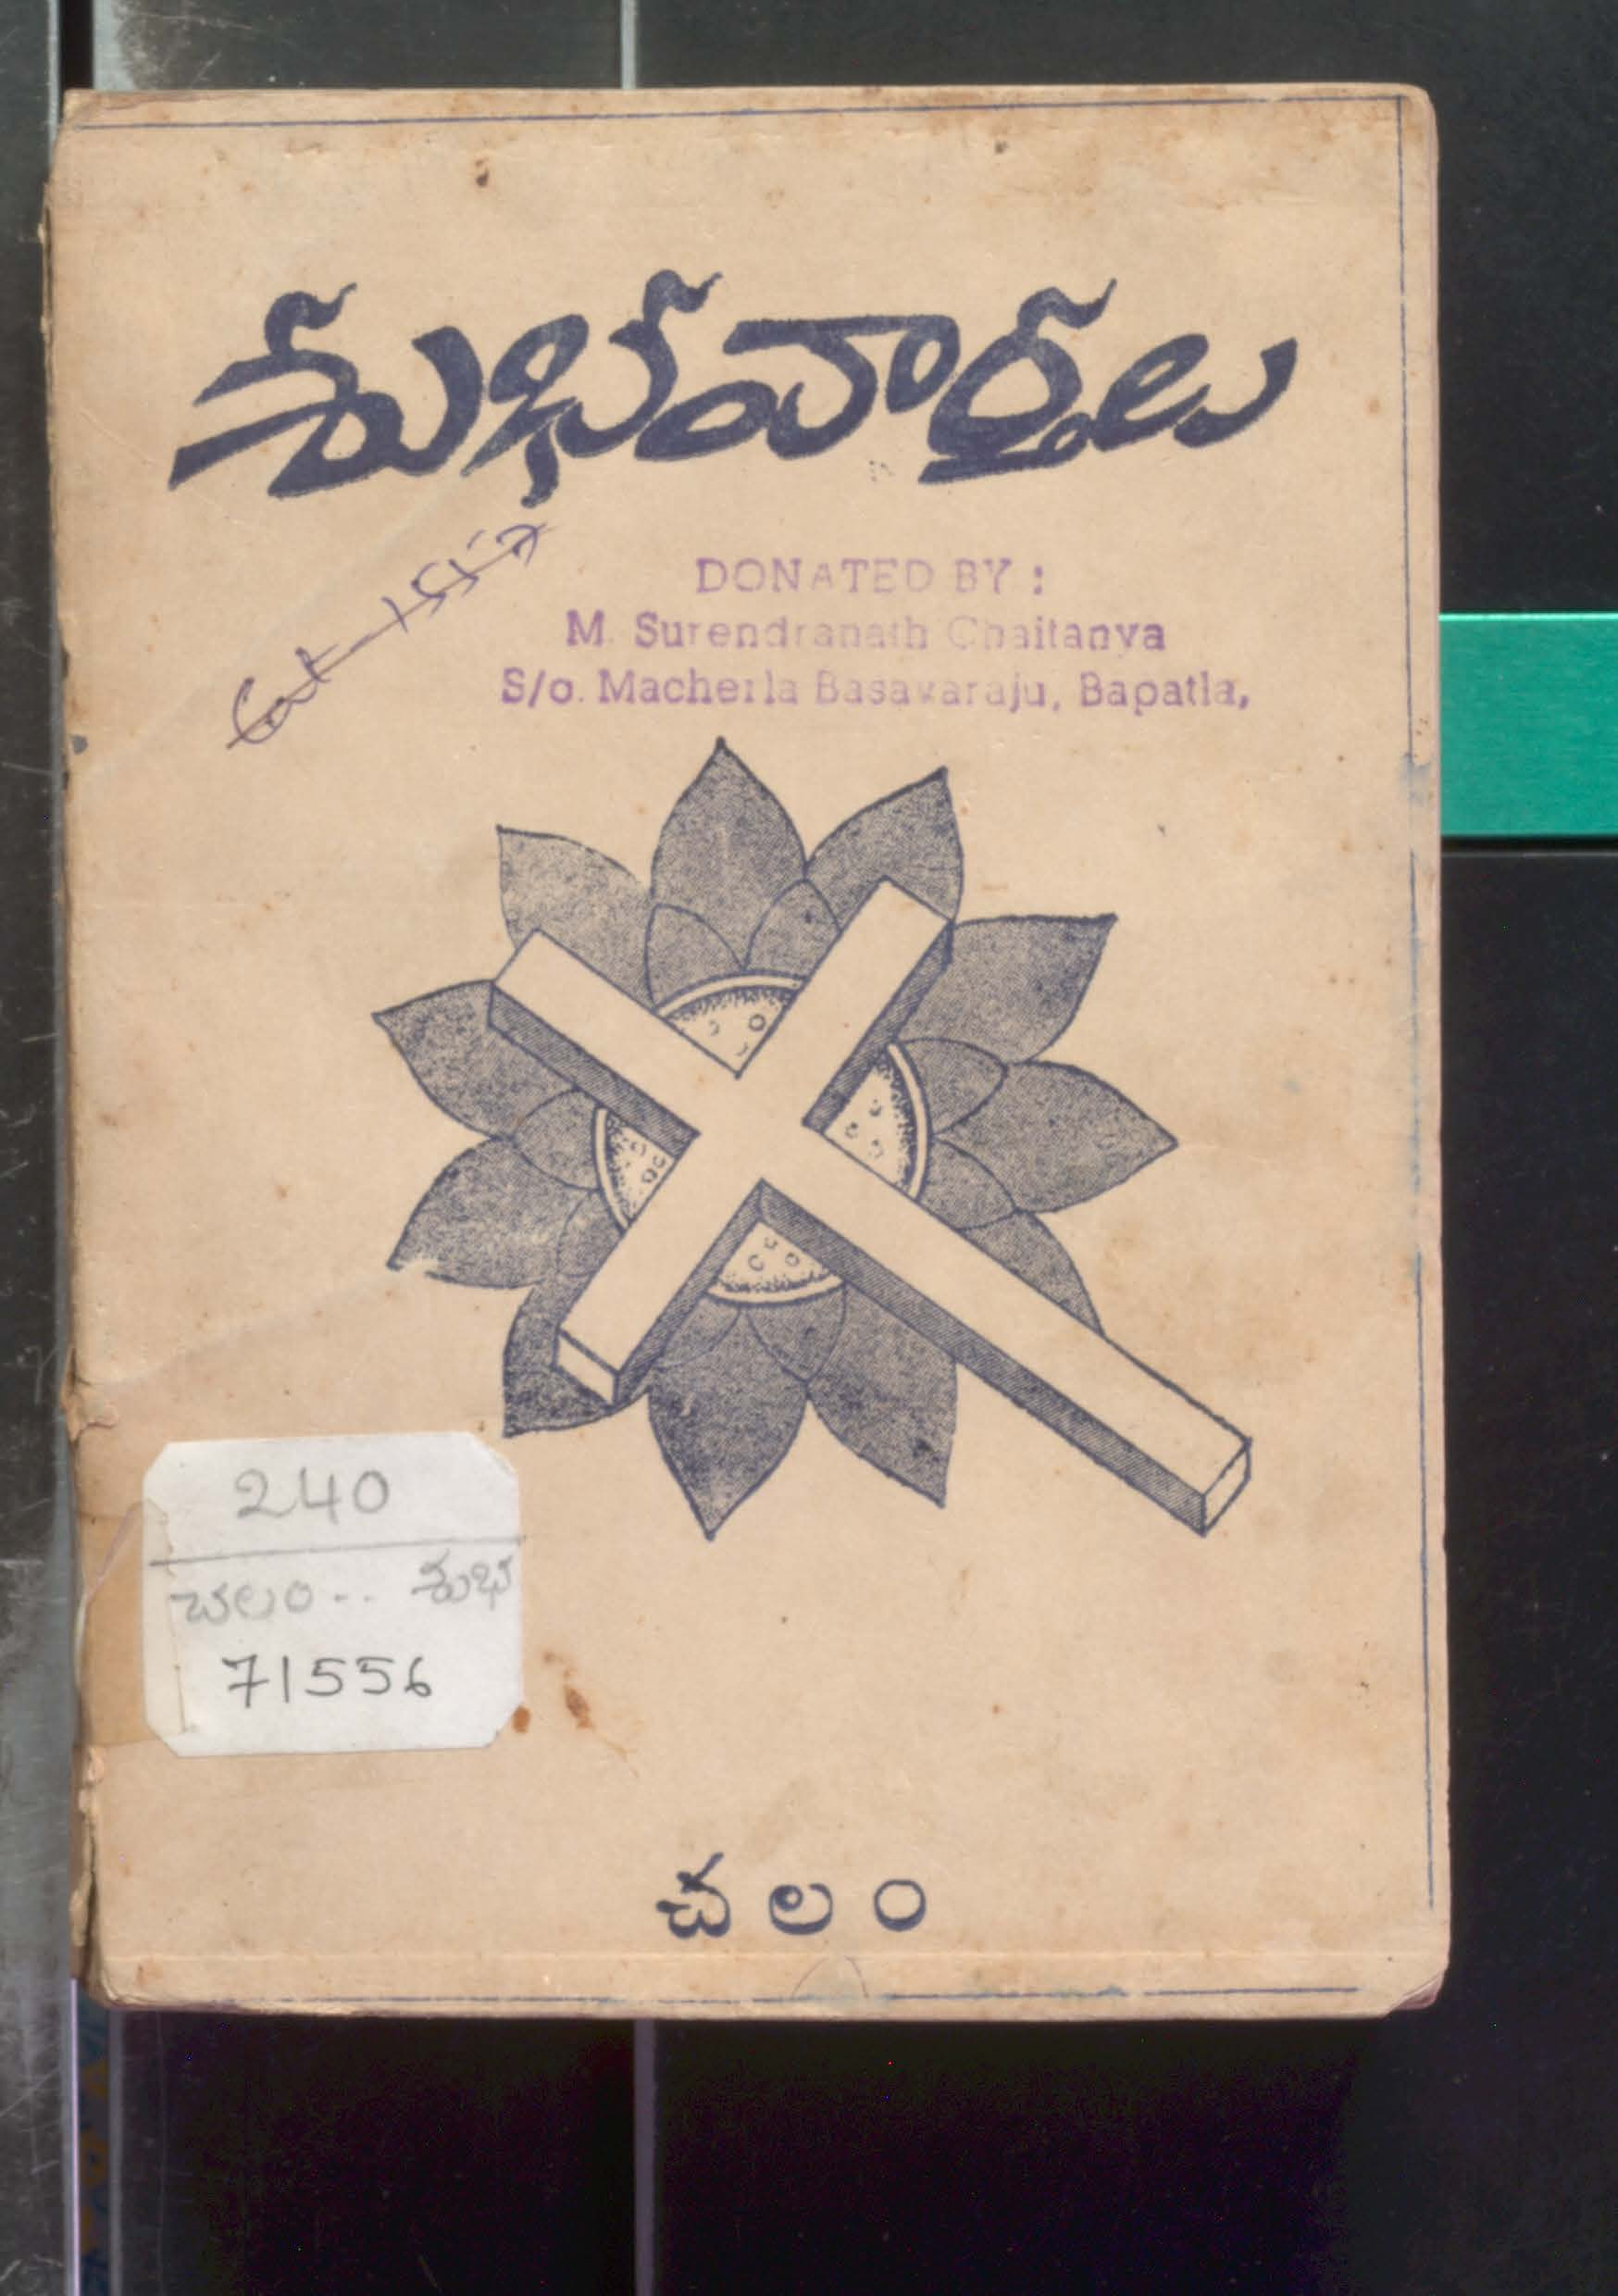 శుభవార్తలు
DONATED BY :
M. Surendranath Chaitanya
S/o. Macherla Basavaraju, Bapatla,
240
చలం.. శుభ
71556
చలం